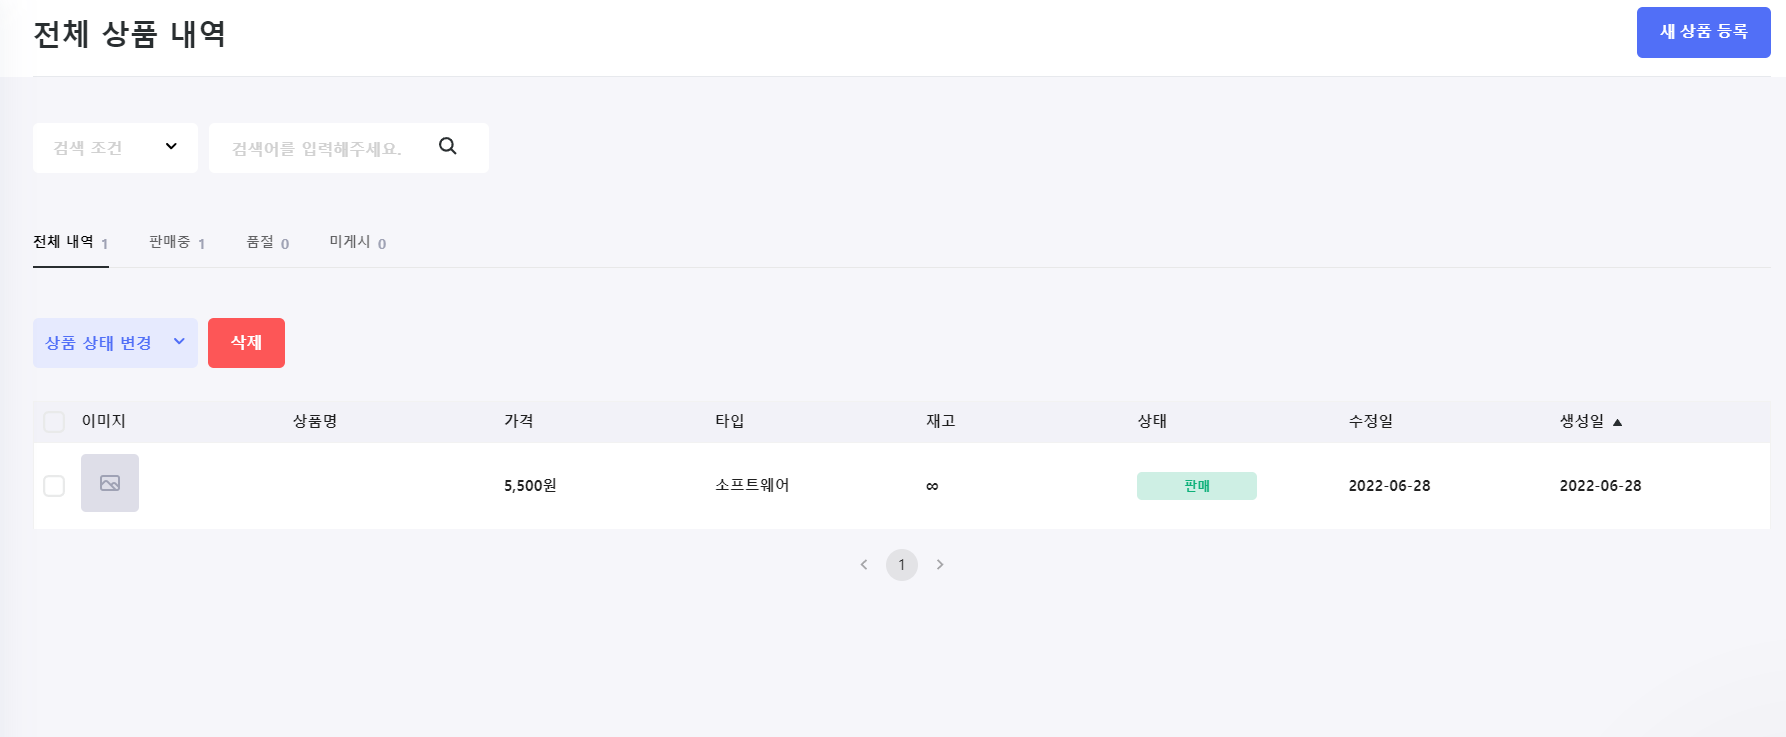 전체 상품 내역
새 상품 등록
검색 조건
검색어를 입력해주세요.
전체 내역 1 판매중 1 품절 0 미게시 0
상품 상태 변경 삭제
이미지 상품명 가격 타입 재고 상태 수정일 생성일 ▲
5,500원 소프트웨어 ∞ 판매 2022-06-28 2022-06-28
1